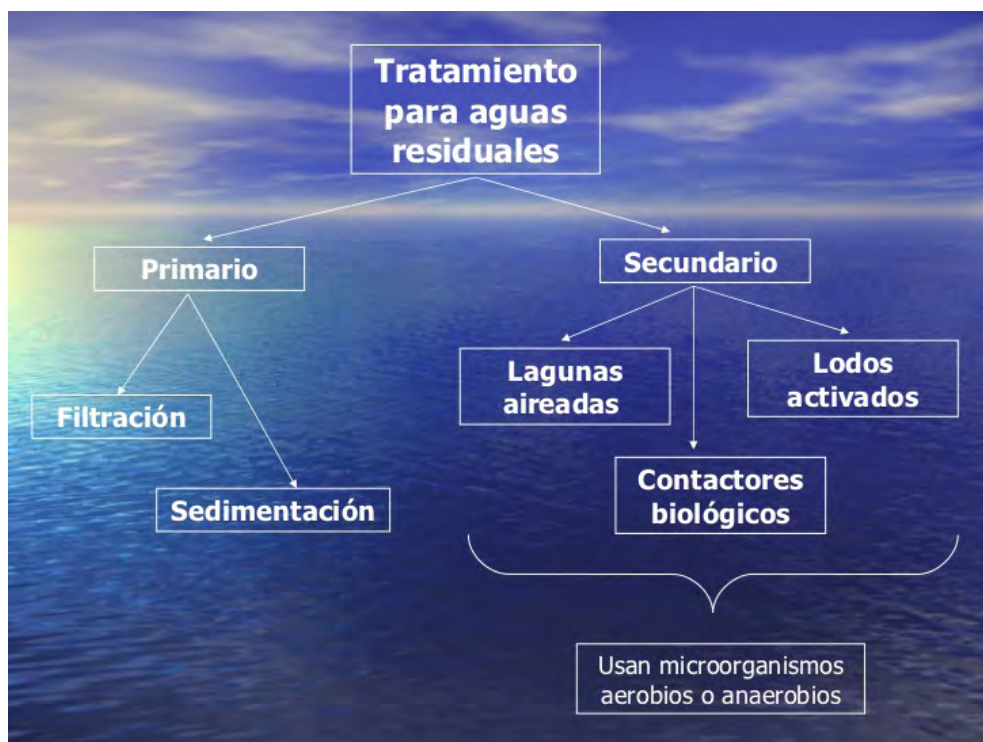 Tratamiento
para aguas
residuales
Primario
Secundario
Filtración
Sedimentación
Lagunas
aireadas
Lodos
activados
Contactores
biológicos
Usan microorganismos
aerobios o anaerobios